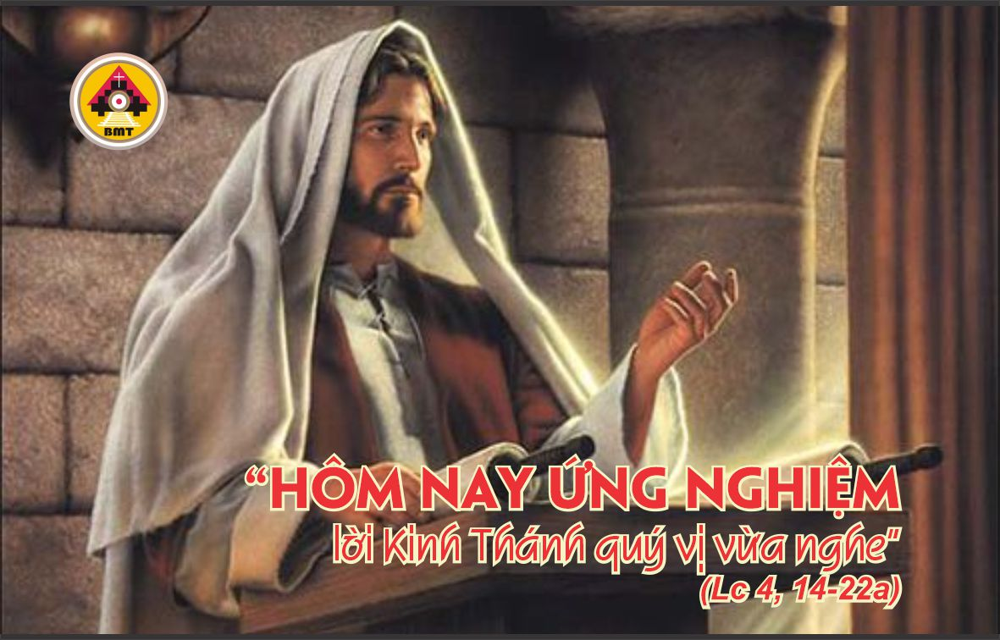 BMT
“HÔM NAY ỨNG NGHIỆM
lời Kinh Thánh quý vị vừa nghe”
(Lc 4, 14-22a)